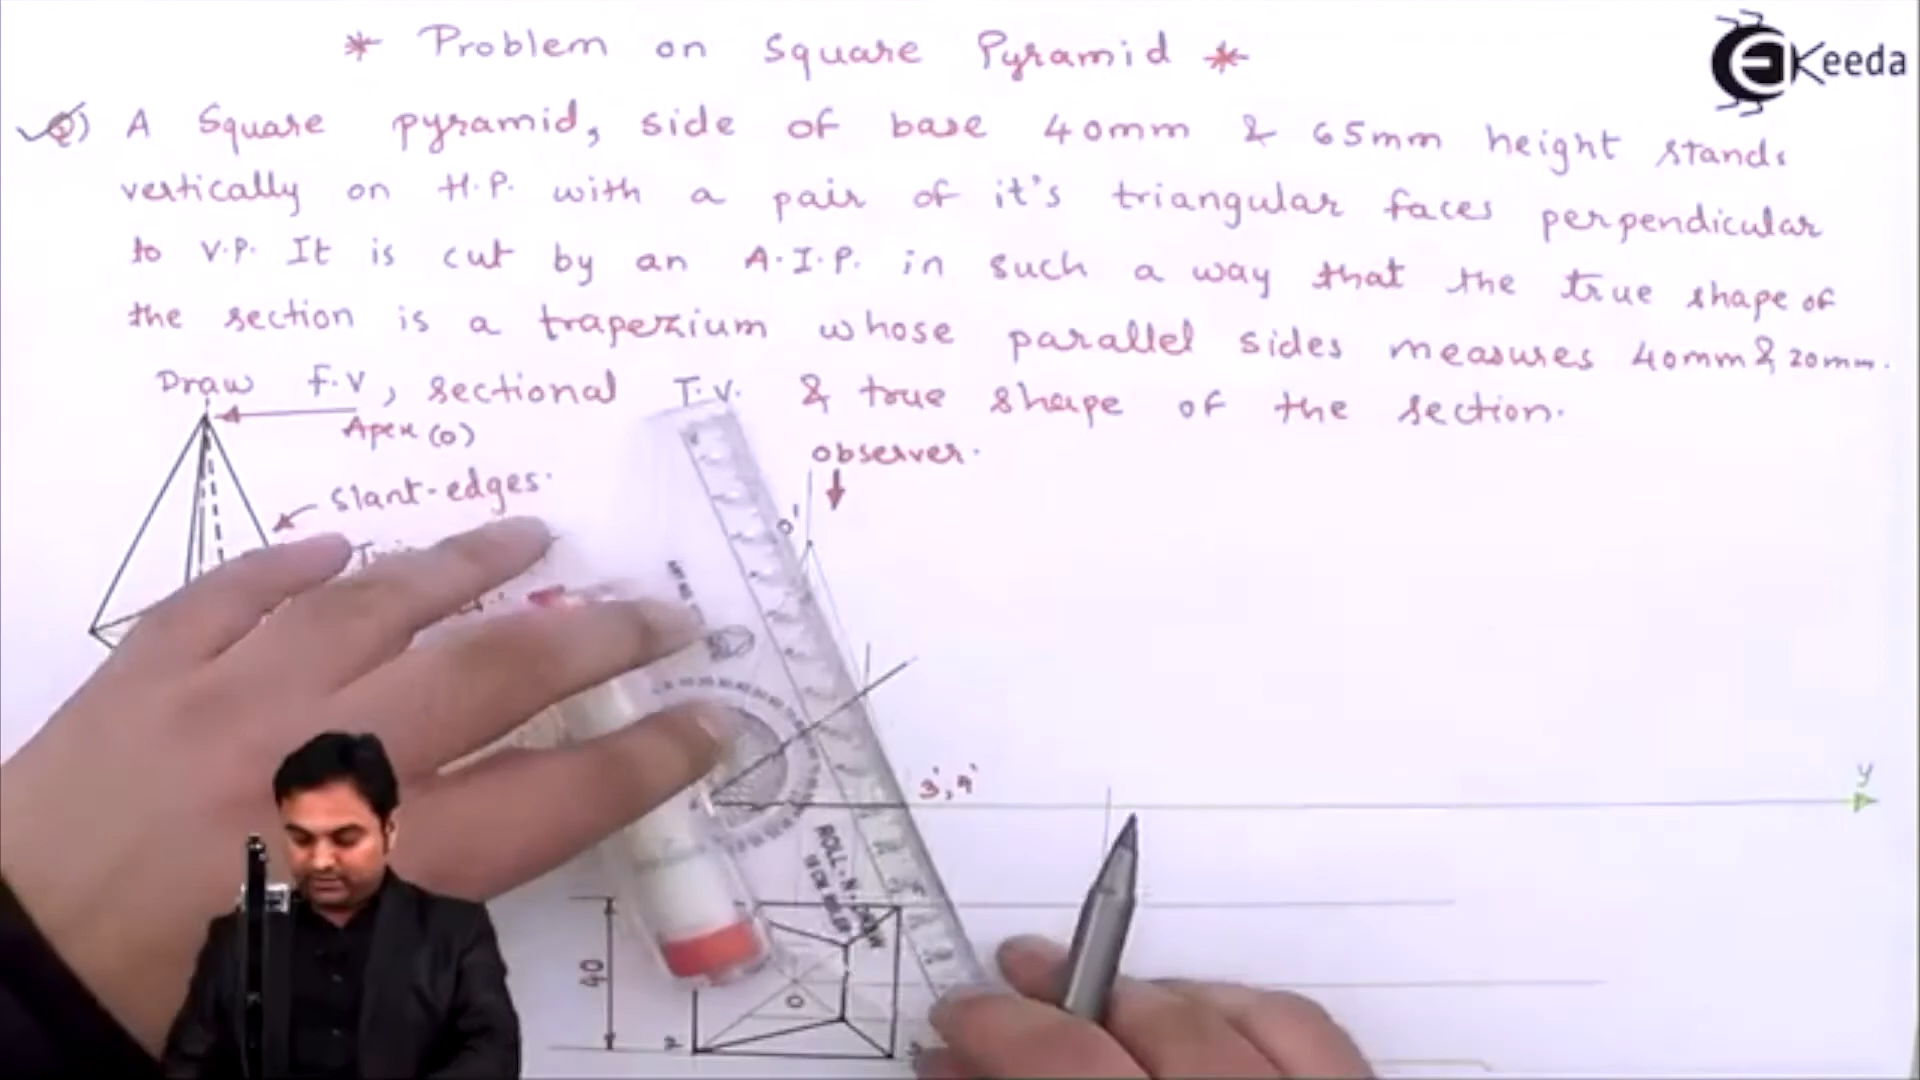 * Problem on Square Pyramid *
Keeda
Q) A Square pyramid, side of base 40mm & 65mm height stands
vertically on H.P. with a pair of it's triangular faces perpendicular
to V.P. It is cut by an A.I.P. in such a way that the true shape of
the section is a trapezium whose parallel sides measures 40mm & 20mm.
Draw F.V, sectional T.V. & true shape of the section.
Apex (o)
observer.
slant-edges.
o'
3', 4'
y
ROLL-N-DRAW
40
o